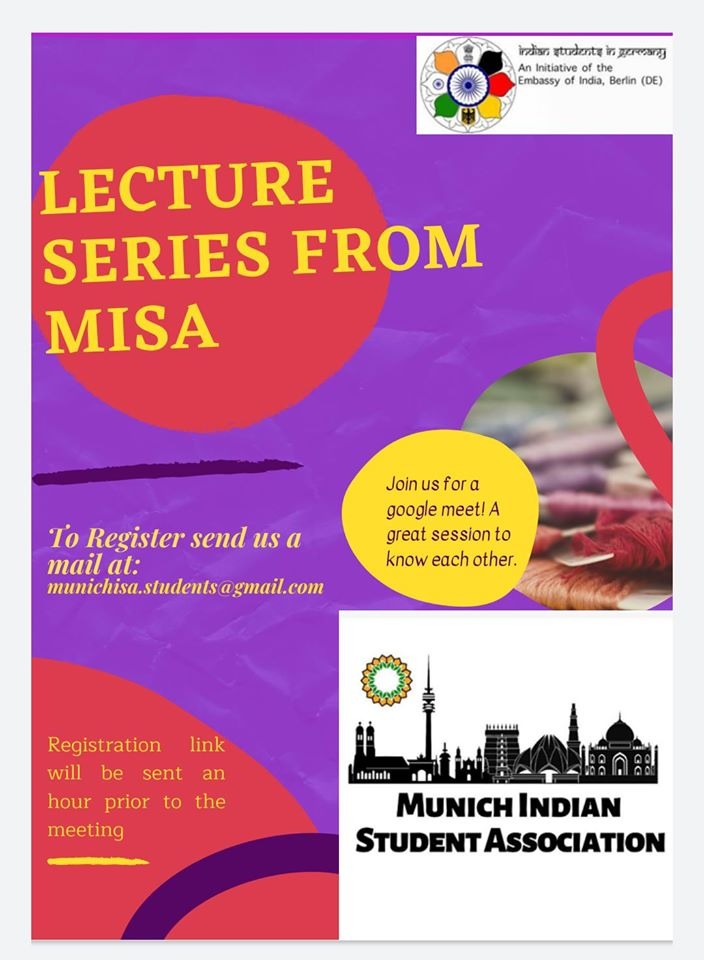 indian students in germany
An Initiative of the
Embassy of India, Berlin (DE)
LECTURE
SERIES FROM
MISA
Join us for a
google meet! A
great session to
know each other.
To Register send us a
mail at:
munichisa.students@gmail.com
Registration link
will be sent an
hour prior to the
meeting
MUNICH INDIAN
STUDENT ASSOCIATION